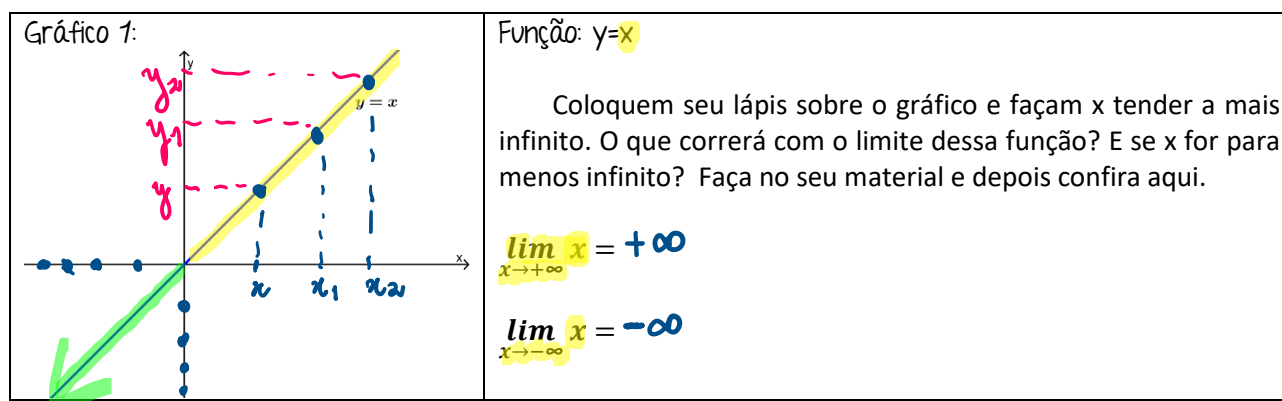 Gráfico 1:
y
y2
y = x
y1
y
x
x
x1
x2
Função: y=x
Coloquem seu lápis sobre o gráfico e façam x tender a mais
infinito. O que correrá com o limite dessa função? E se x for para
menos infinito? Faça no seu material e depois confira aqui.
lim x = +∞
x→+∞
lim x = -∞
x→-∞